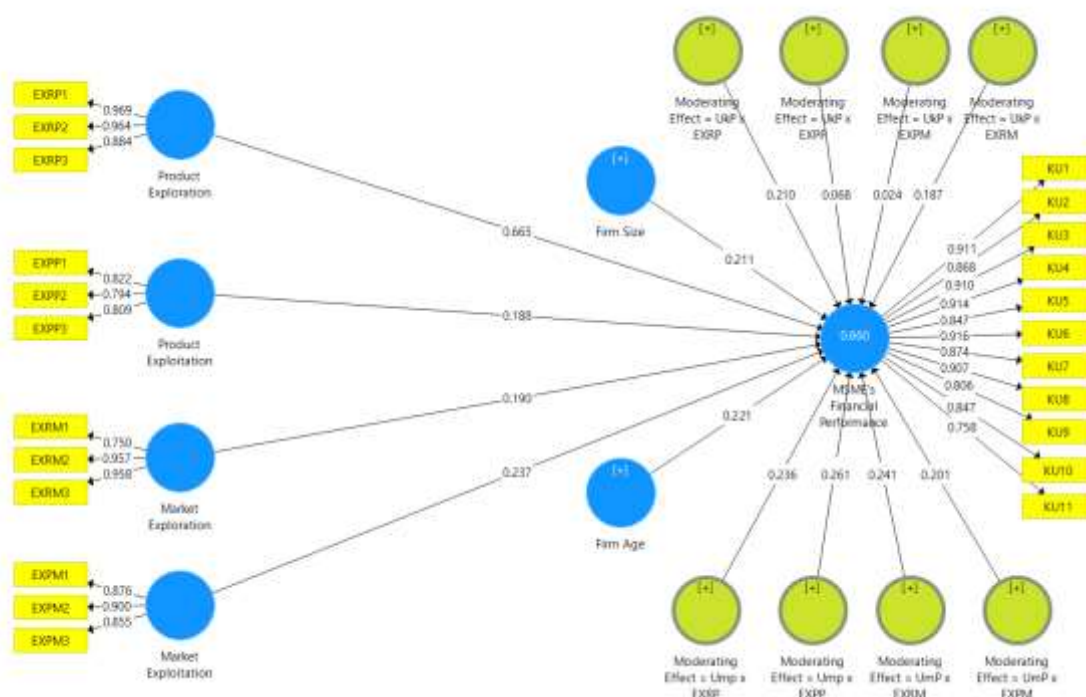 EXRP1
EXRP2
EXRP3
0.969
0.964
0.884
Product
Exploration
EXPP1
EXPP2
EXPP3
0.822
0.794
0.809
Product
Exploitation
EXRM1
EXRM2
EXRM3
0.750
0.957
0.958
Market
Exploration
EXPM1
EXPM2
EXPM3
0.876
0.900
0.855
Market
Exploitation
0.663
0.188
0.190
0.237
[+]
Firm Size
0.211
[+]
Firm Age
0.221
[+]
Moderating
Effect = UkP x
EXRP
[+]
Moderating
Effect = UkP x
EXPP
[+]
Moderating
Effect = UkP x
EXPM
[+]
Moderating
Effect = UkP x
EXRM
0.210
0.068
0.024
0.187
MSME's
Financial
Performance
0.911
0.868
0.910
0.914
0.847
0.916
0.874
0.907
0.806
0.847
0.758
KU1
KU2
KU3
KU4
KU5
KU6
KU7
KU8
KU9
KU10
KU11
0.236
0.261
0.241
0.201
[+]
Moderating
Effect = Ump x
EXRP
[+]
Moderating
Effect = Ump x
EXPP
[+]
Moderating
Effect = UmP x
EXRM
[+]
Moderating
Effect = UmP x
EXPM